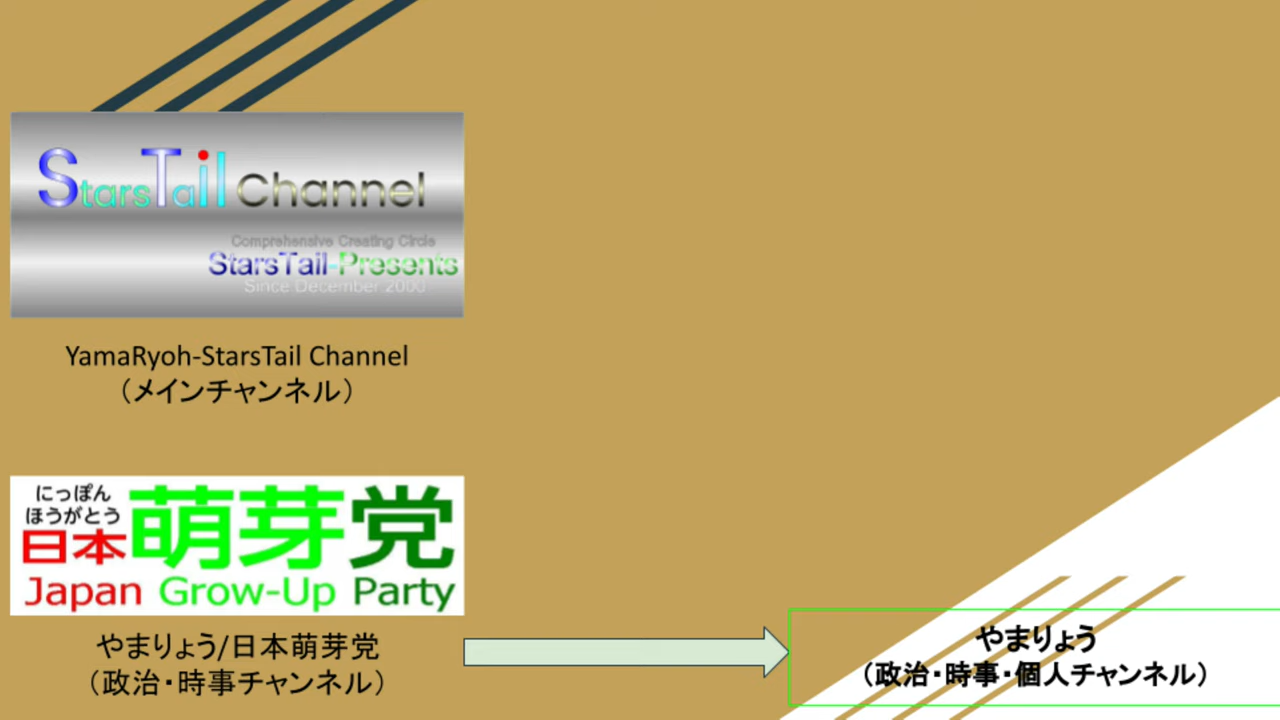 StarsTail Channel
Comprehensive Creating Circle
StarsTail-Presents
Since December.2000
YamaRyoh-StarsTail Channel
（メインチャンネル）
にっぽん
ほうがとう
日本萌芽党
Japan Grow-Up Party
やまりょう/日本萌芽党
（政治・時事チャンネル）
やまりょう
（政治・時事・個人チャンネル）